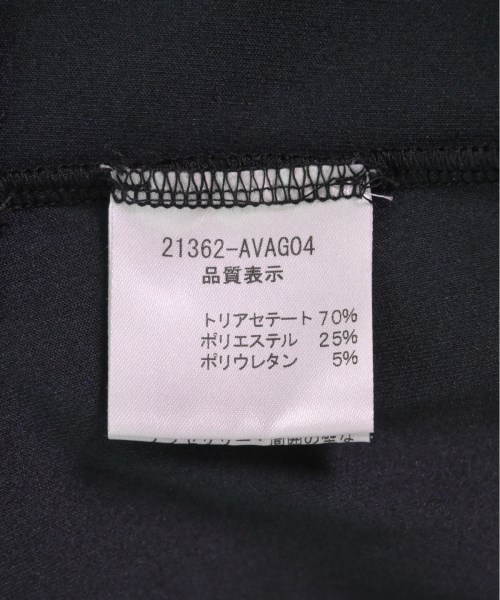 21362-AVAG04
品質表示
トリアセテート 70%
ポリエステル 25%
ポリウレタン 5%